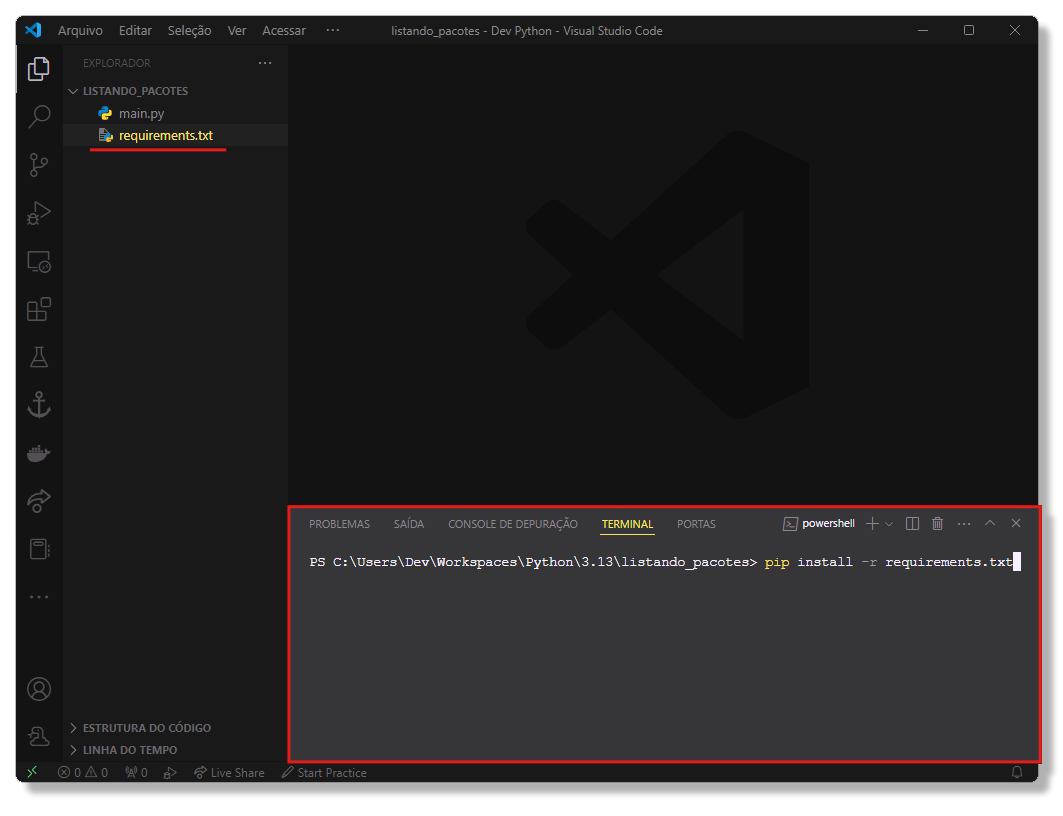 Arquivo Editar Seleção Ver Acessar ··· listando_pacotes - Dev Python - Visual Studio Code
EXPLORADOR ···
LISTANDO_PACOTES
main.py
requirements.txt
PROBLEMAS SAÍDA CONSOLE DE DEPURAÇÃO TERMINAL PORTAS powershell ···
PS C:\Users\Dev\Workspaces\Python\3.13\listando_pacotes> pip install -r requirements.txt
ESTRUTURA DO CÓDIGO
LINHA DO TEMPO
0 0 0 Live Share Start Practice